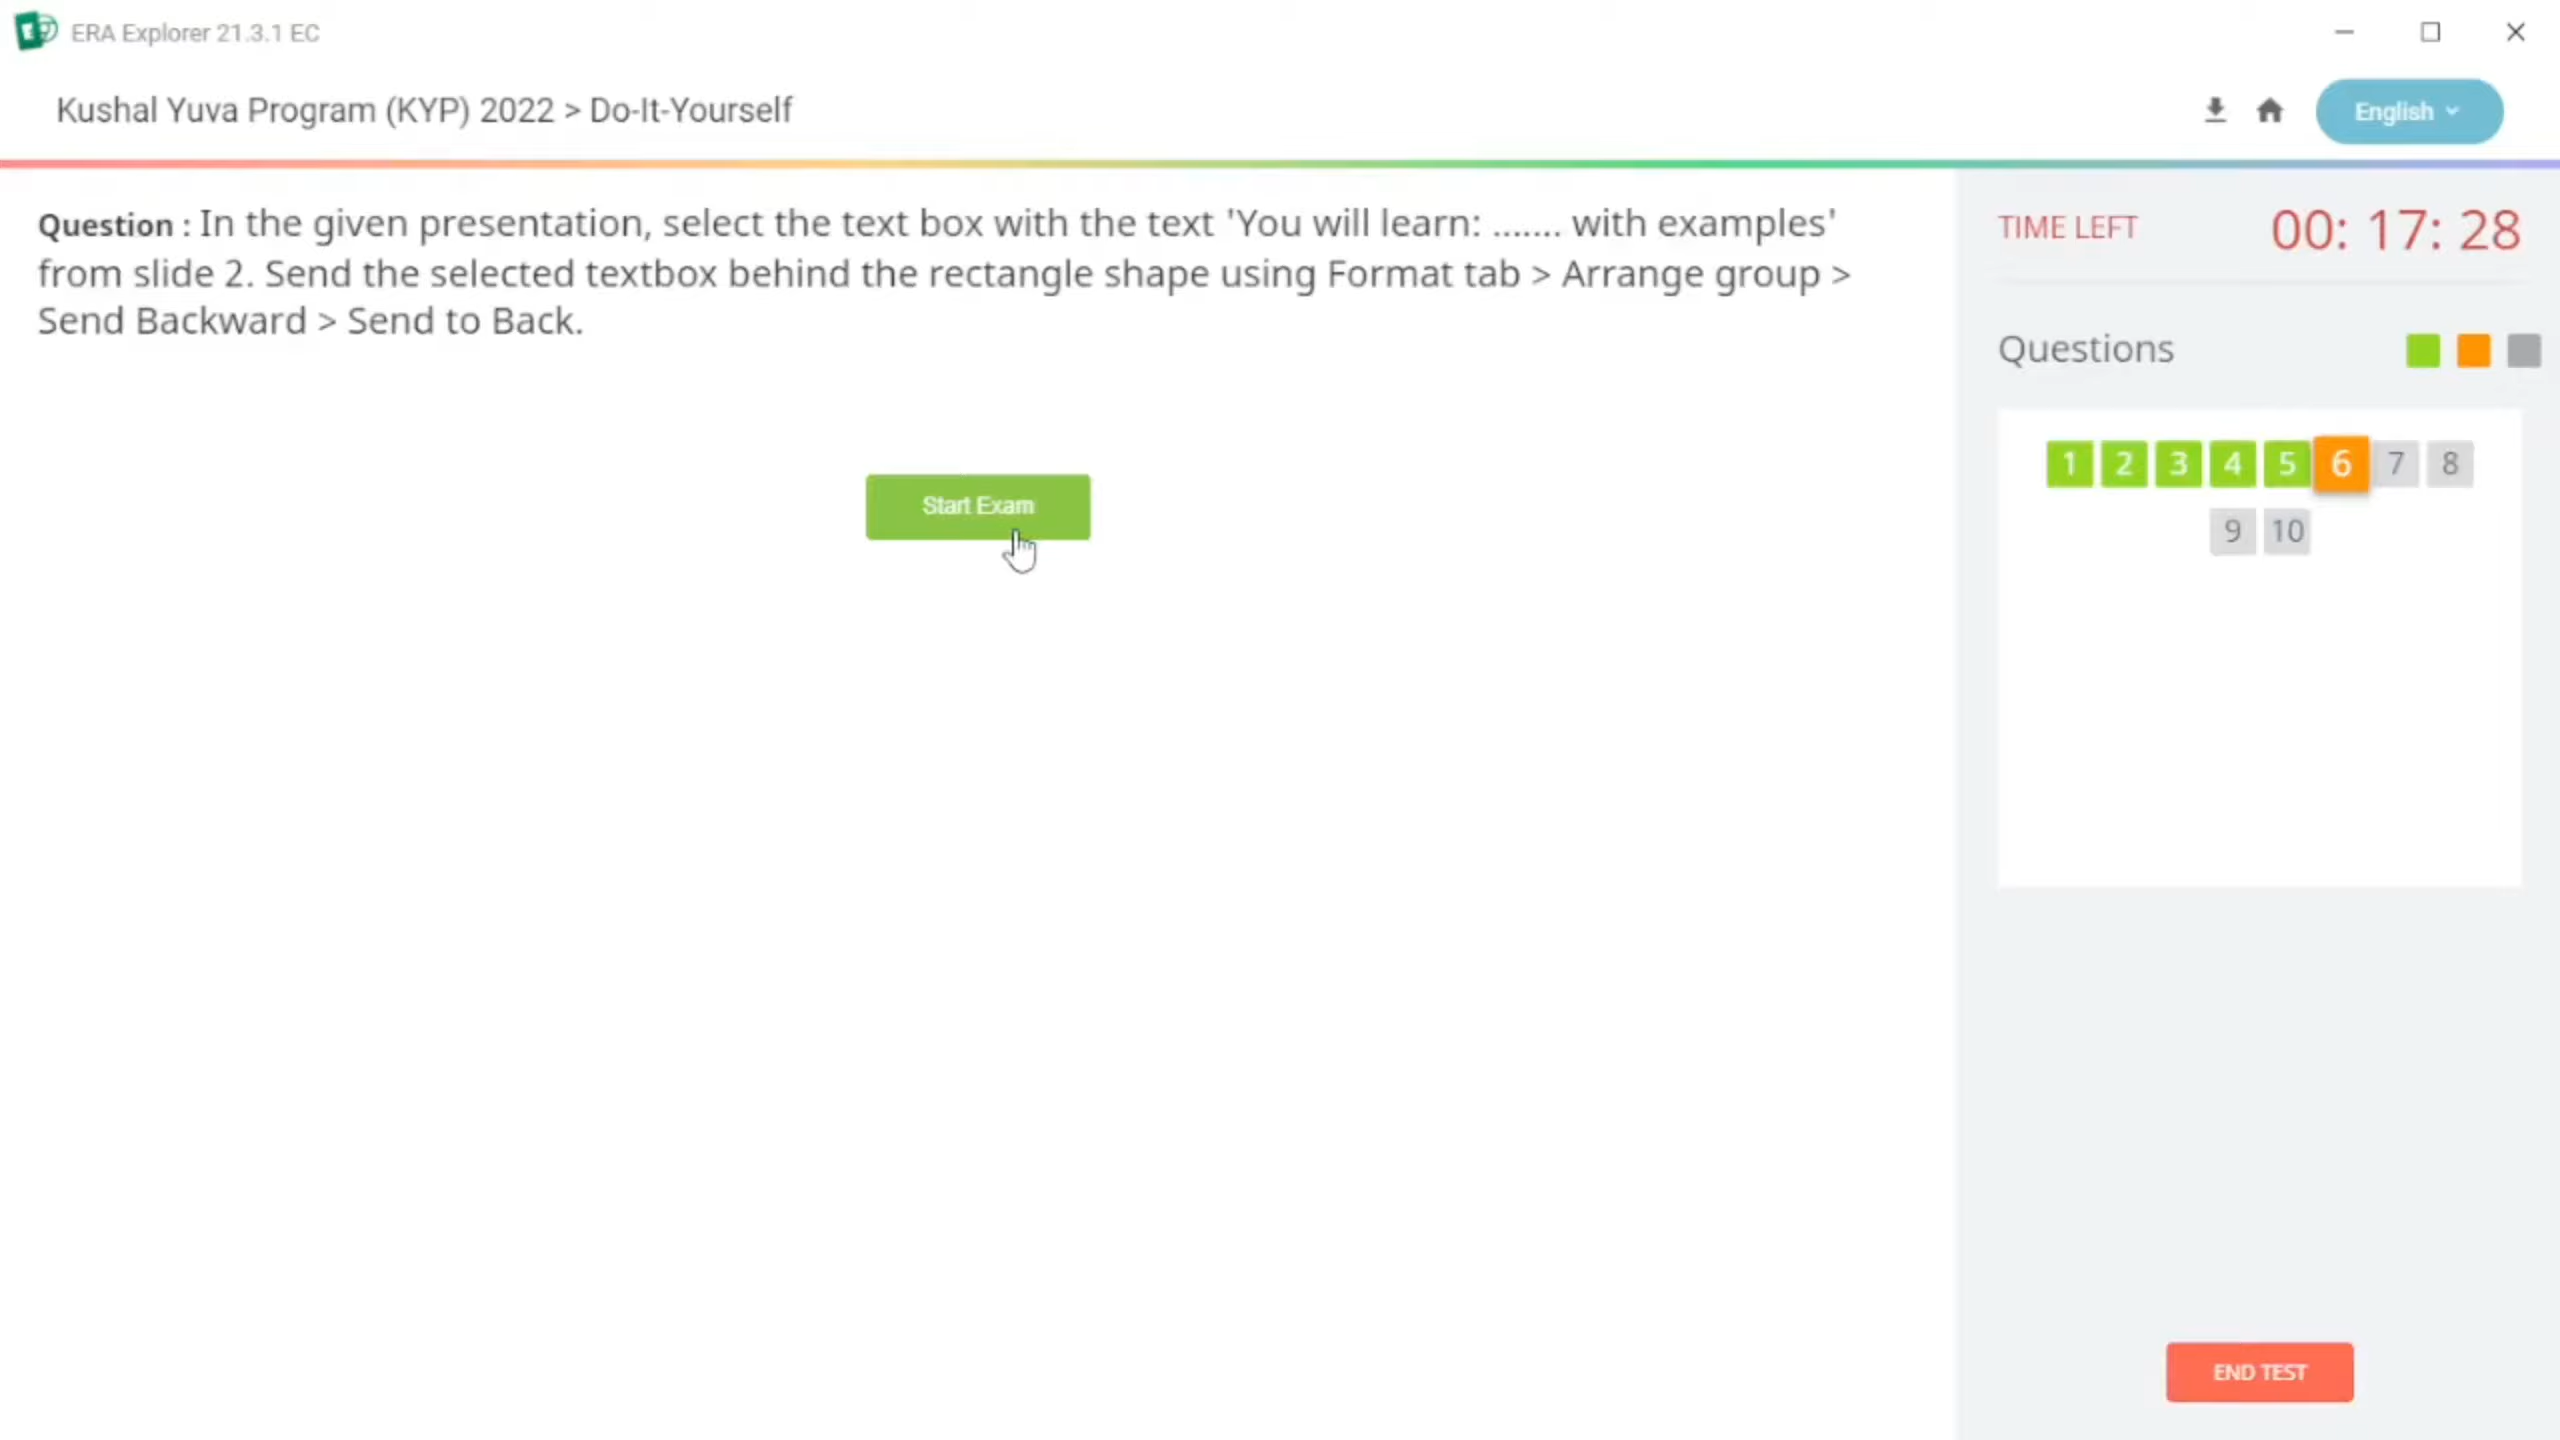 ERA Explorer 21.3.1 EC
Kushal Yuva Program (KYP) 2022 > Do-It-Yourself
English
Question : In the given presentation, select the text box with the text 'You will learn: ....... with examples'
from slide 2. Send the selected textbox behind the rectangle shape using Format tab > Arrange group >
Send Backward > Send to Back.
Start Exam
TIME LEFT 00: 17: 28
Questions
1 2 3 4 5 6 7 8
9 10
END TEST